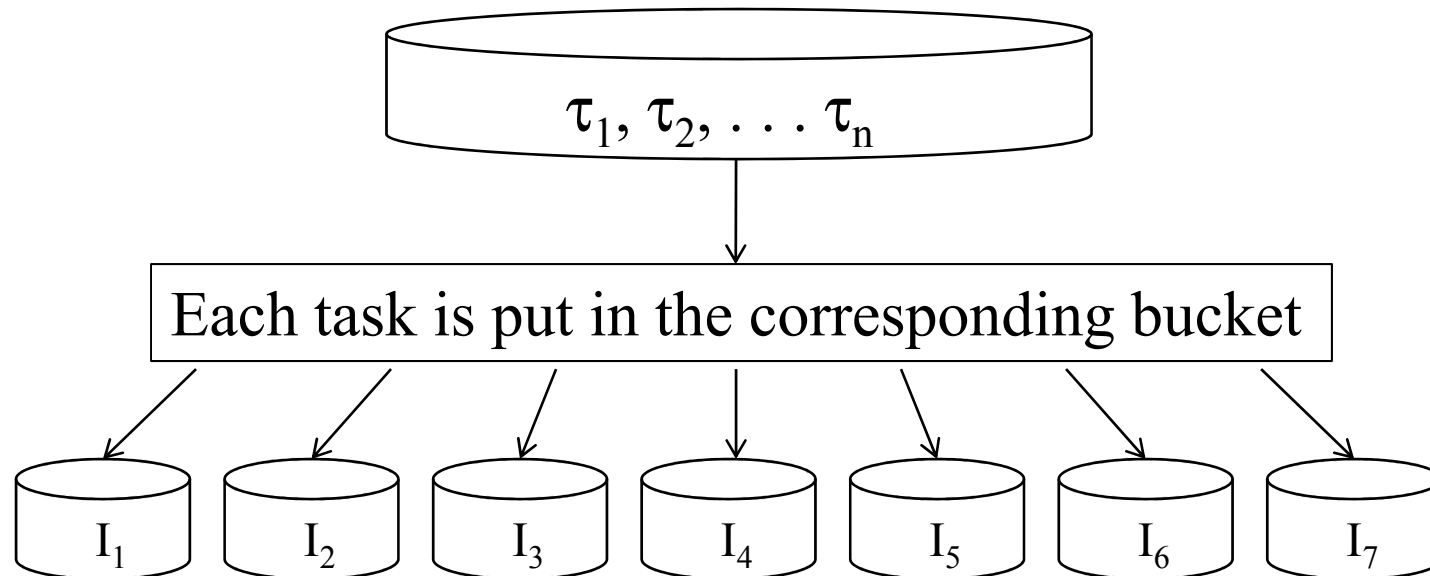 τ₁, τ₂, . . . τₙ
Each task is put in the corresponding bucket
I₁ I₂ I₃ I₄ I₅ I₆ I₇